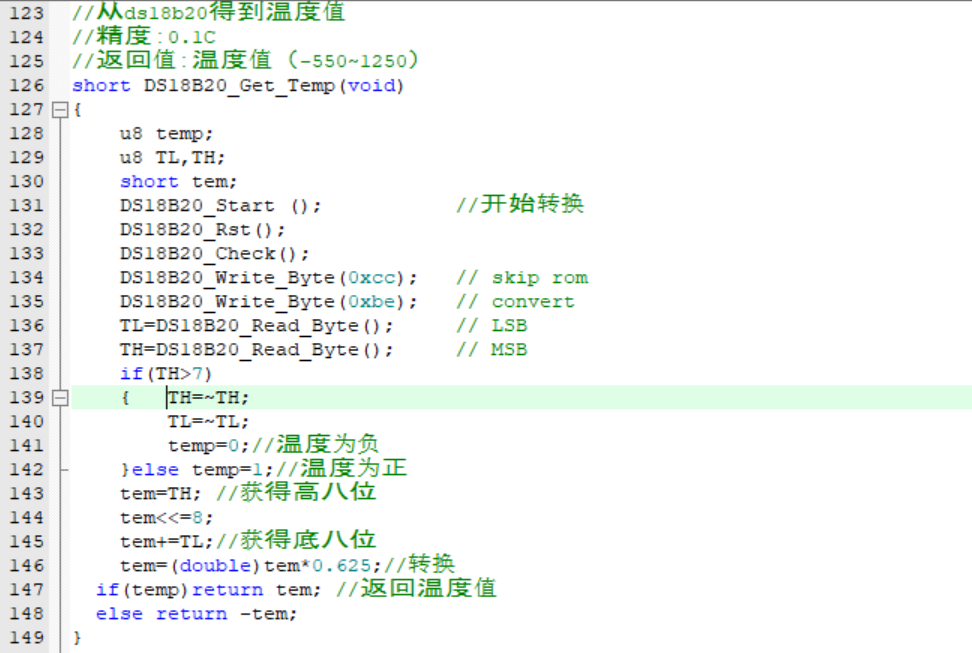 123 //从ds18b20得到温度值
124 //精度:0.1C
125 //返回值:温度值 (-550~1250)
126 short DS18B20_Get_Temp(void)
127 {
128 u8 temp;
129 u8 TL,TH;
130 short tem;
131 DS18B20_Start (); //开始转换
132 DS18B20_Rst();
133 DS18B20_Check();
134 DS18B20_Write_Byte(0xcc); // skip rom
135 DS18B20_Write_Byte(0xbe); // convert
136 TL=DS18B20_Read_Byte(); // LSB
137 TH=DS18B20_Read_Byte(); // MSB
138 if(TH>7)
139 { TH=~TH;
140 TL=~TL;
141 temp=0;//温度为负
142 }else temp=1;//温度为正
143 tem=TH; //获得高八位
144 tem<<=8;
145 tem+=TL;//获得底八位
146 tem=(double)tem*0.625;//转换
147 if(temp)return tem; //返回温度值
148 else return -tem;
149 }